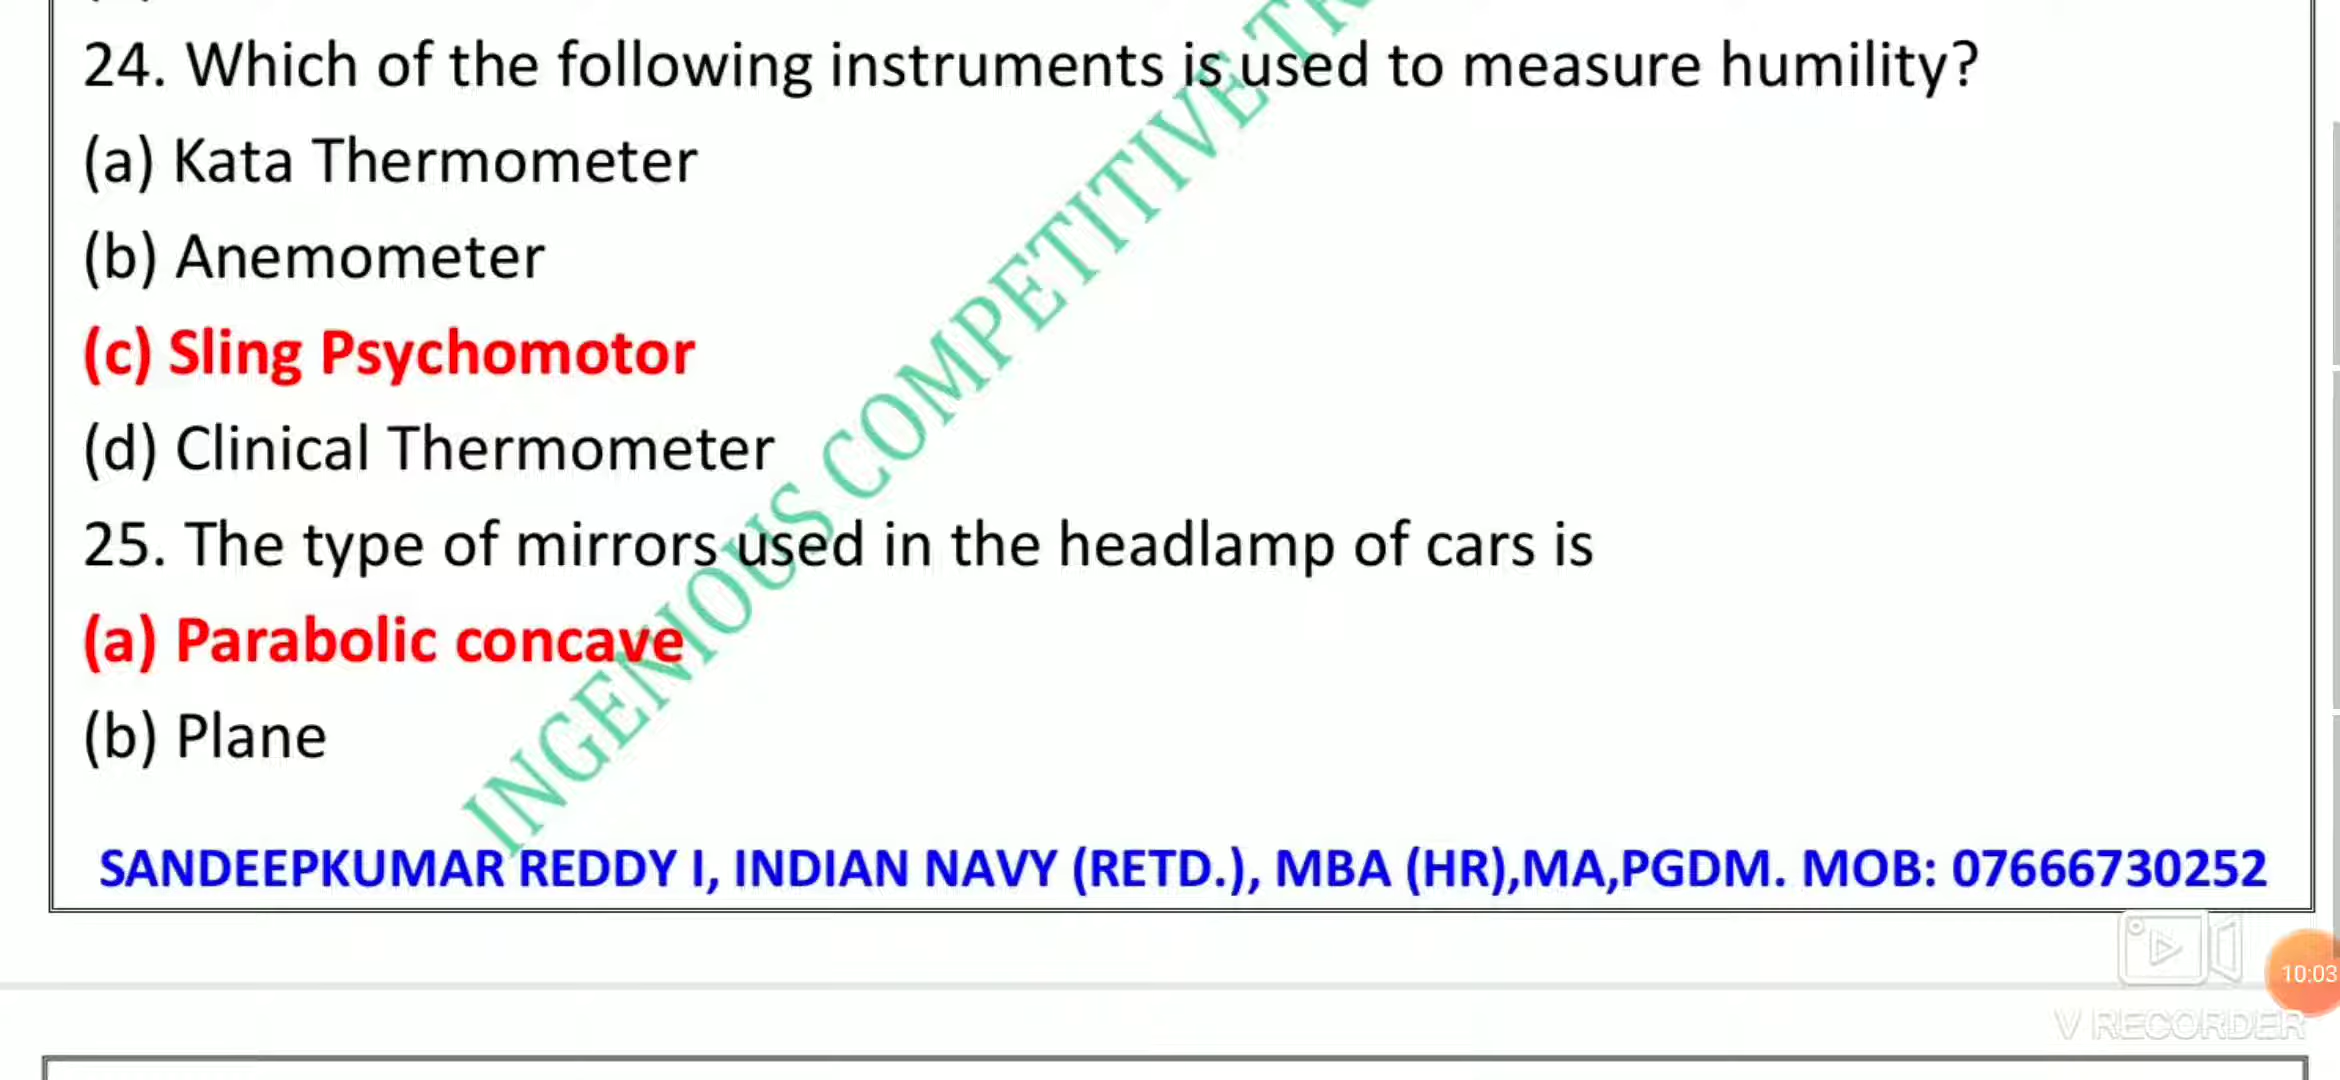 24. Which of the following instruments is used to measure humility?
(a) Kata Thermometer
(b) Anemometer
(c) Sling Psychomotor
(d) Clinical Thermometer
25. The type of mirrors used in the headlamp of cars is
(a) Parabolic concave
(b) Plane
INGENIOUS COMPETITIVE
SANDEEPKUMAR REDDY I, INDIAN NAVY (RETD.), MBA (HR),MA,PGDM. MOB: 07666730252
10:03
V RECORDER